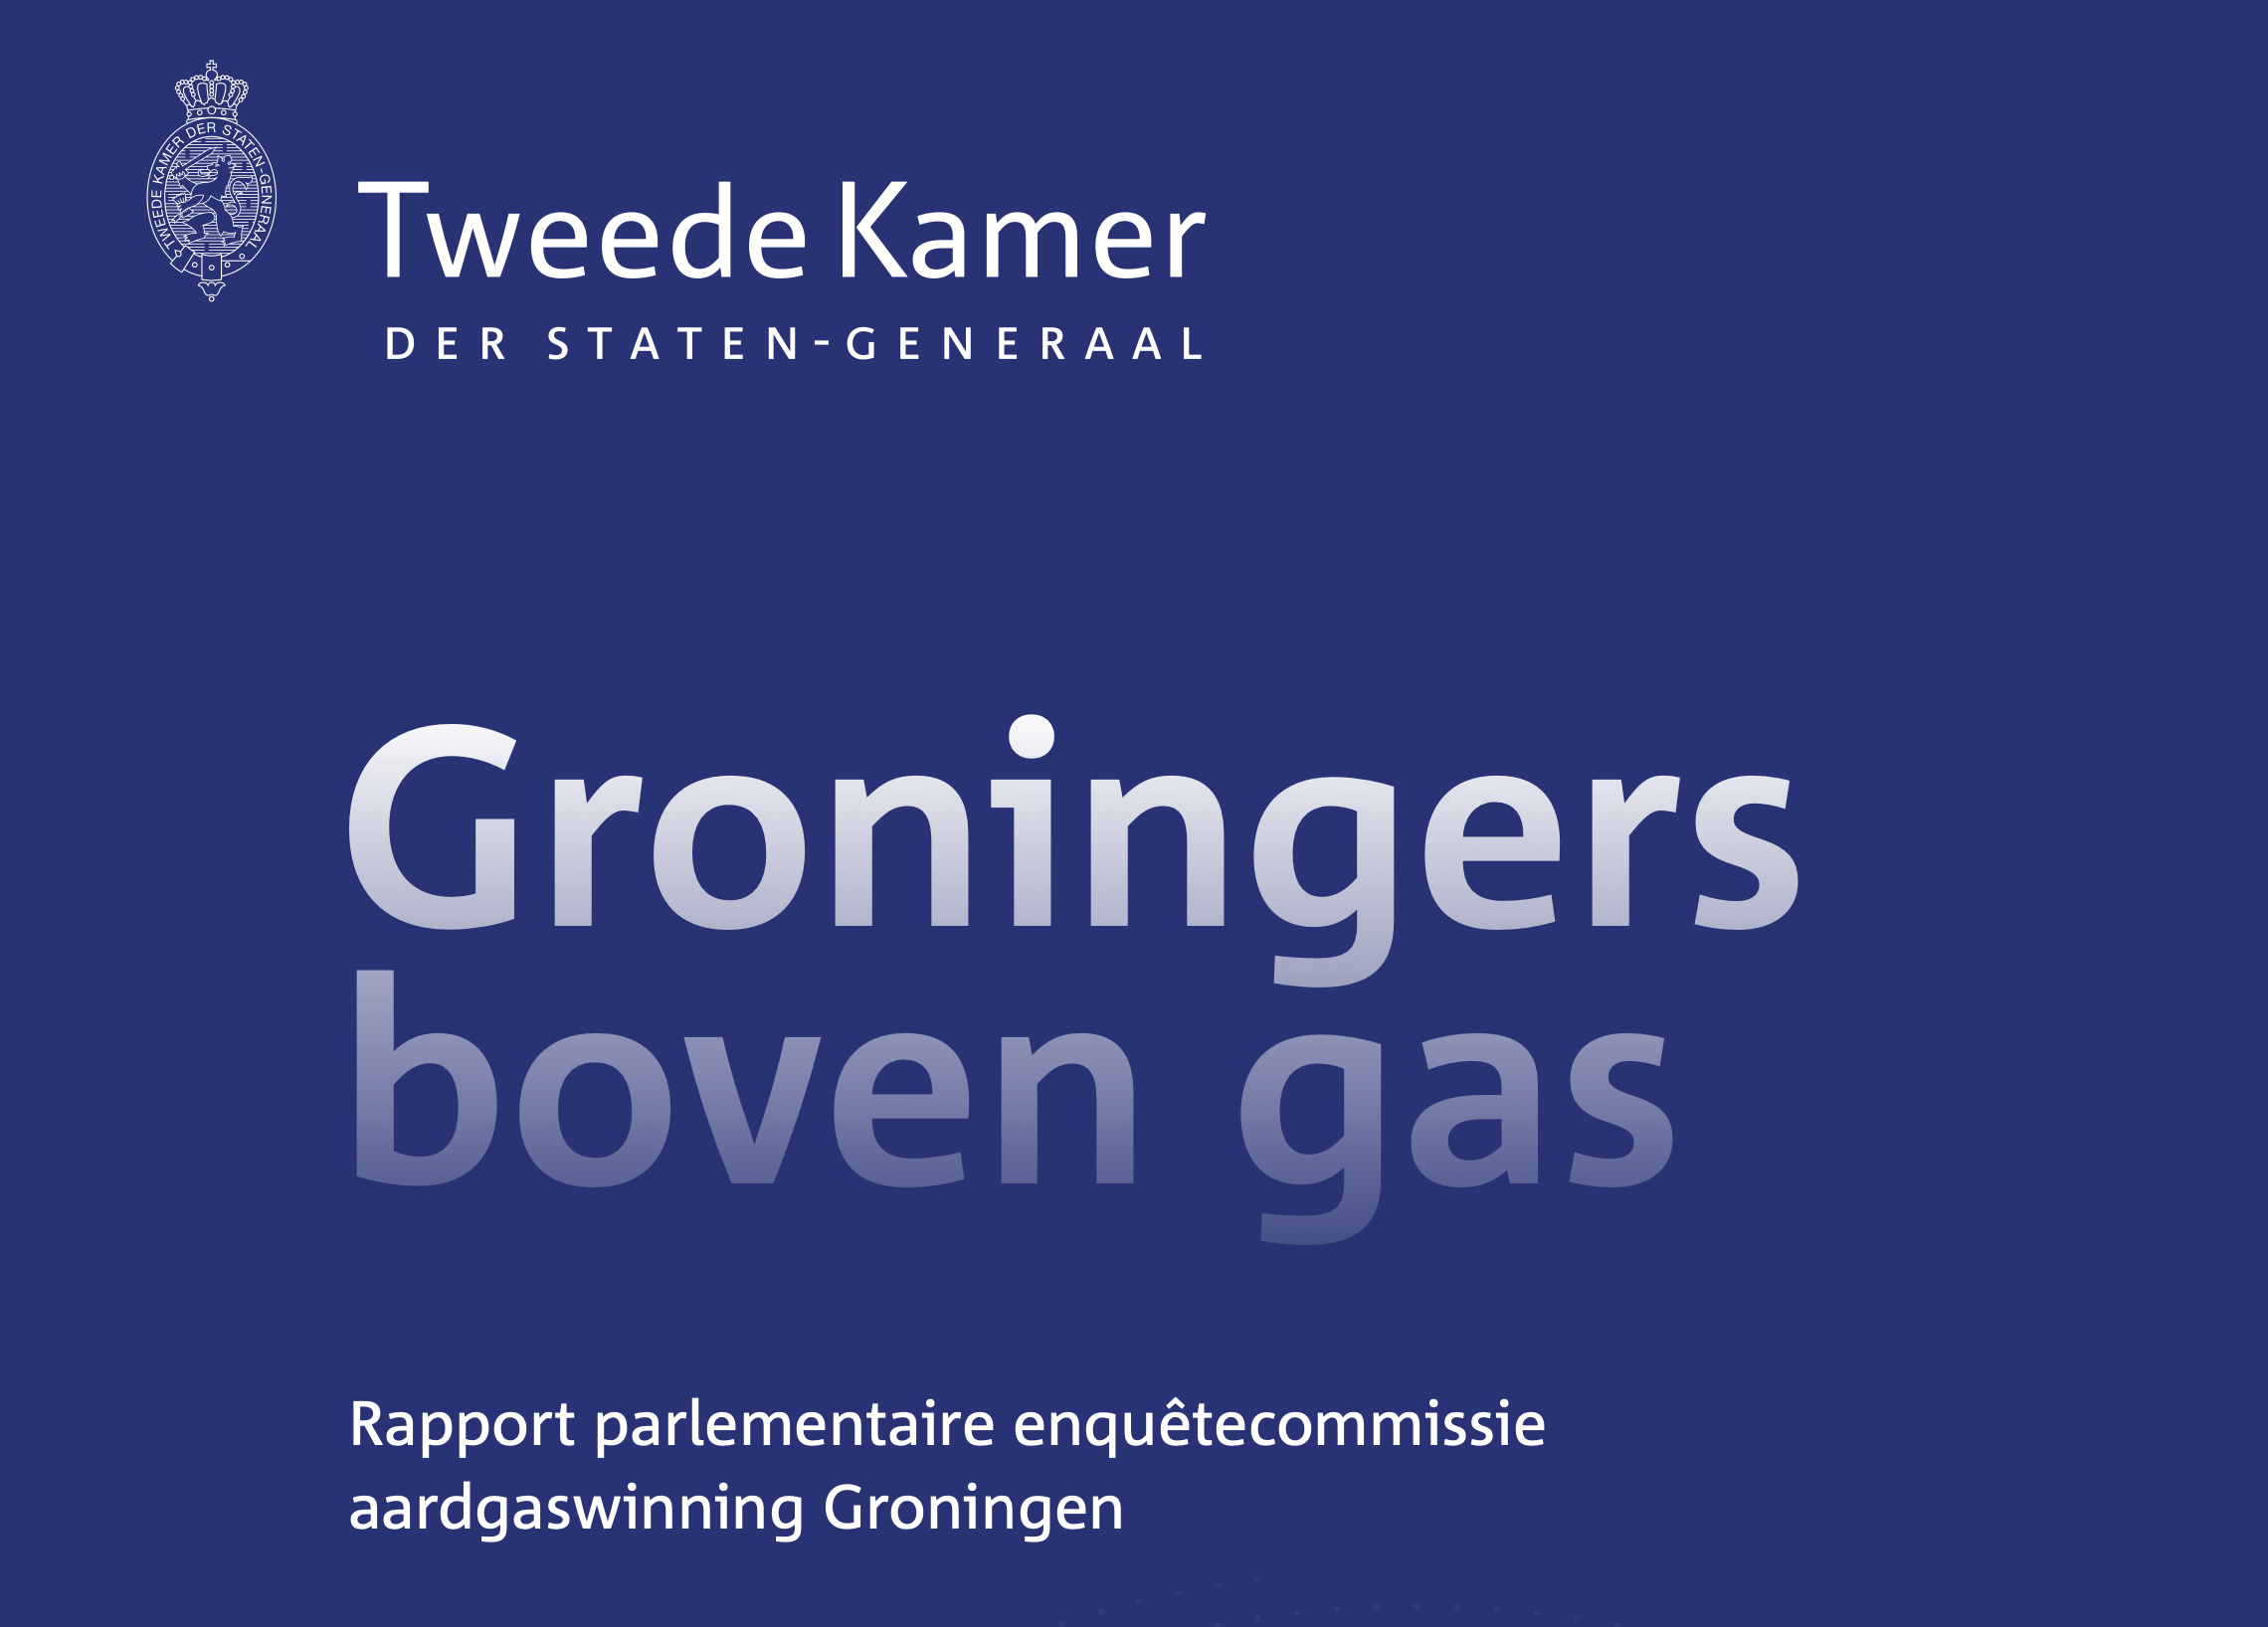 TWEEDE KAMER DER STATEN-GENERAAL
Tweede Kamer
DER STATEN-GENERAAL
Groningers
boven gas
Rapport parlementaire enquêtecommissie
aardgaswinning Groningen